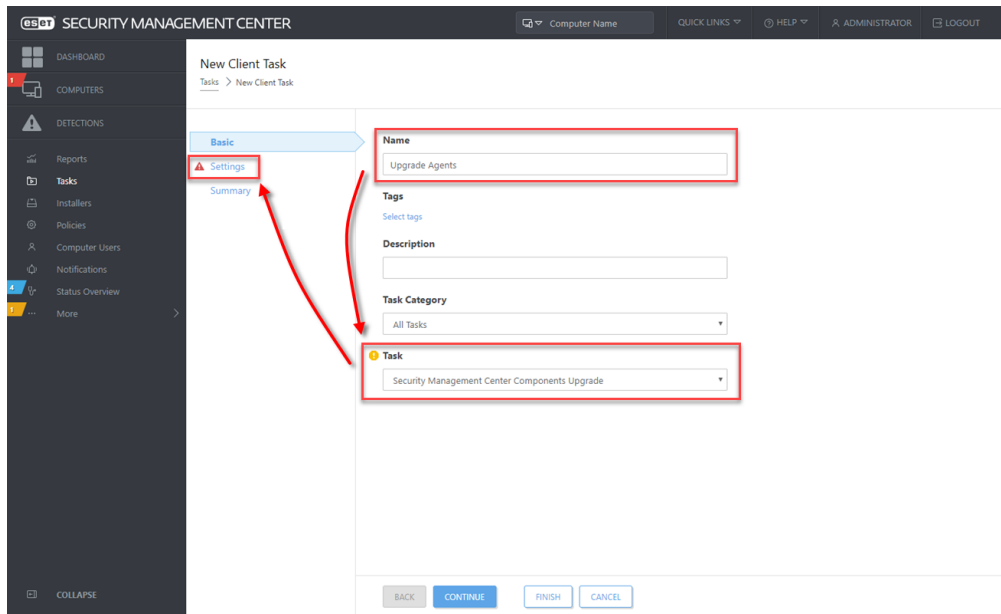 eset SECURITY MANAGEMENT CENTER
Computer Name
QUICK LINKS
HELP
ADMINISTRATOR
LOGOUT
DASHBOARD
1
COMPUTERS
DETECTIONS
Reports
Tasks
Installers
Policies
Computer Users
Notifications
4
Status Overview
1
More
COLLAPSE
New Client Task
Tasks > New Client Task
Basic
Settings
Summary
Name
Upgrade Agents
Tags
Select tags
Description
Task Category
All Tasks
Task
Security Management Center Components Upgrade
BACK
CONTINUE
FINISH
CANCEL